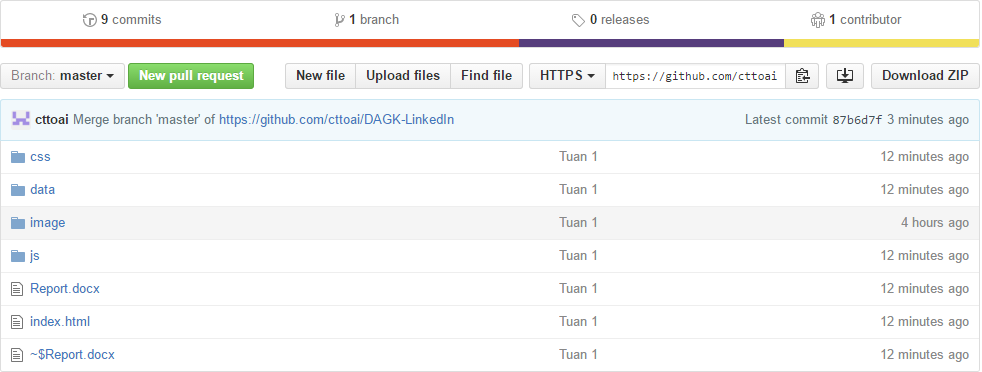 9 commits 1 branch 0 releases 1 contributor
Branch: master New pull request New file Upload files Find file HTTPS https://github.com/cttoai Download ZIP
cttoai Merge branch 'master' of https://github.com/cttoai/DAGK-LinkedIn Latest commit 87b6d7f 3 minutes ago
css Tuan 1 12 minutes ago
data Tuan 1 12 minutes ago
image Tuan 1 4 hours ago
js Tuan 1 12 minutes ago
Report.docx Tuan 1 12 minutes ago
index.html Tuan 1 12 minutes ago
~$Report.docx Tuan 1 12 minutes ago